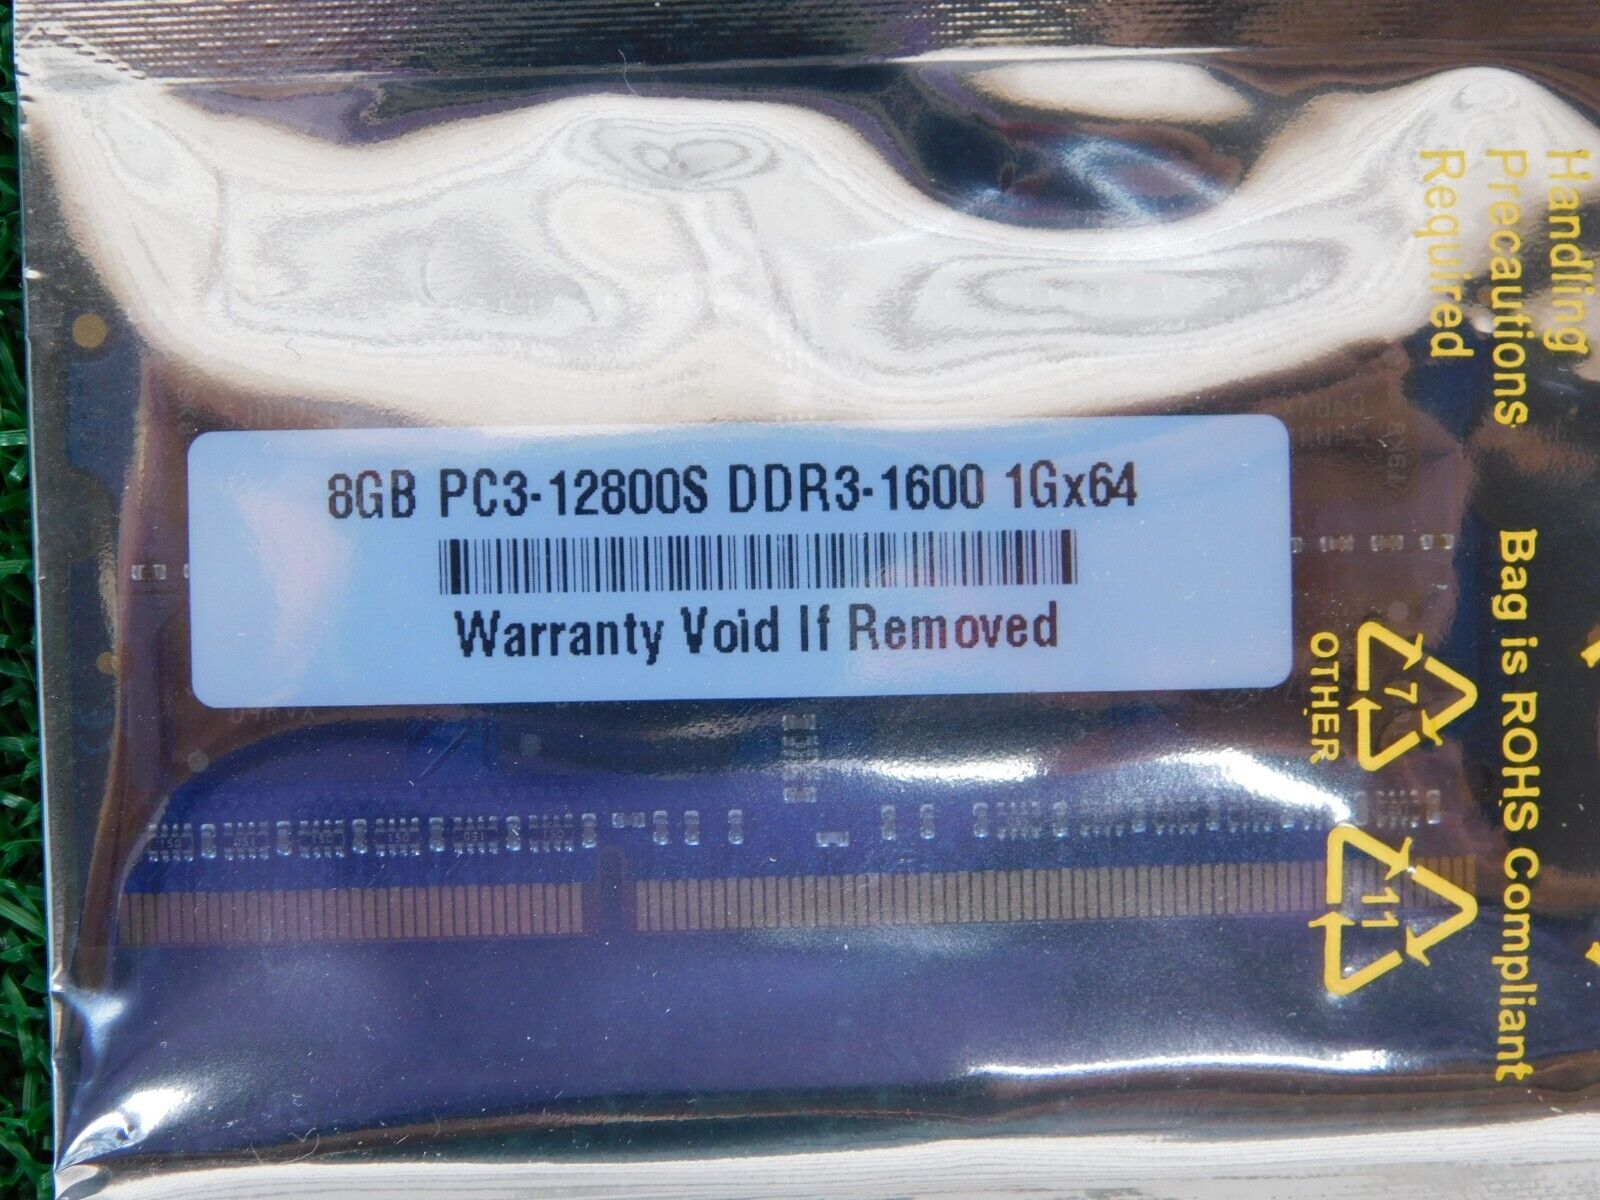 8GB PC3-12800S DDR3-1600 1Gx64
Warranty Void If Removed
Handling
Precautions
Required
Bag is ROHS Compliant
7
OTHER
11